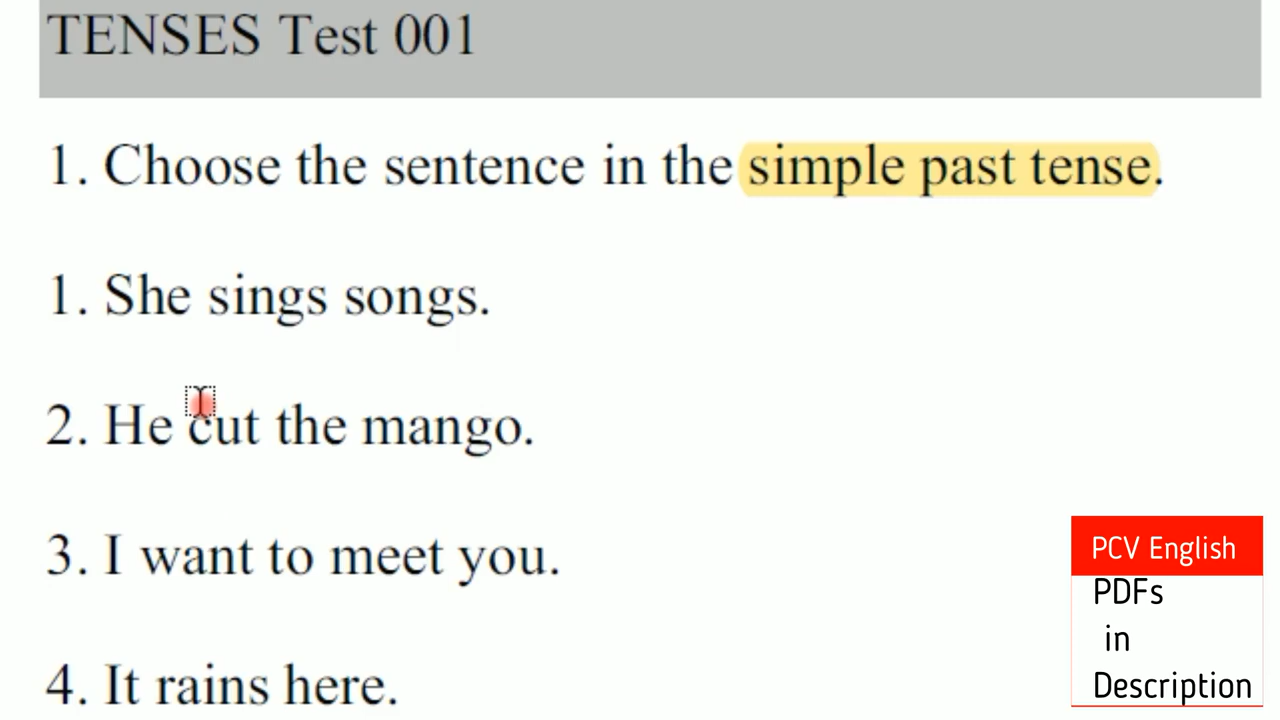 TENSES Test 001
1. Choose the sentence in the simple past tense.
1. She sings songs.
2. He cut the mango.
3. I want to meet you.
4. It rains here.
PCV English
PDFs
in
Description